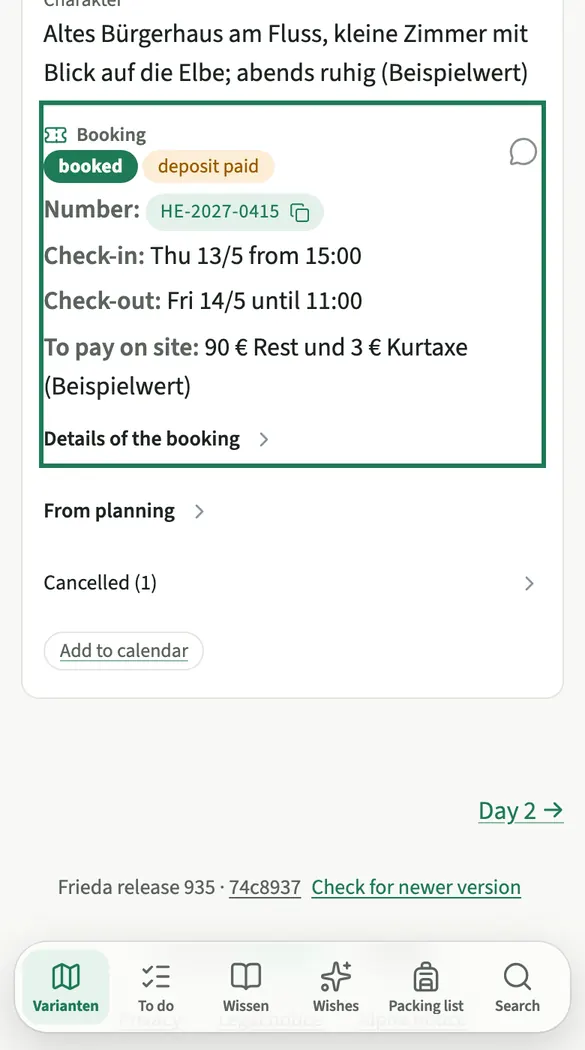 Charakter
Altes Bürgerhaus am Fluss, kleine Zimmer mit
Blick auf die Elbe; abends ruhig (Beispielwert)
Booking
booked deposit paid
Number: HE-2027-0415
Check-in: Thu 13/5 from 15:00
Check-out: Fri 14/5 until 11:00
To pay on site: 90 € Rest und 3 € Kurtaxe
(Beispielwert)
Details of the booking
From planning
Cancelled (1)
Add to calendar
Day 2 →
Frieda release 935 · 74c8937 Check for newer version
Varianten To do Wissen Wishes Packing list Search
Privacy Legal notice